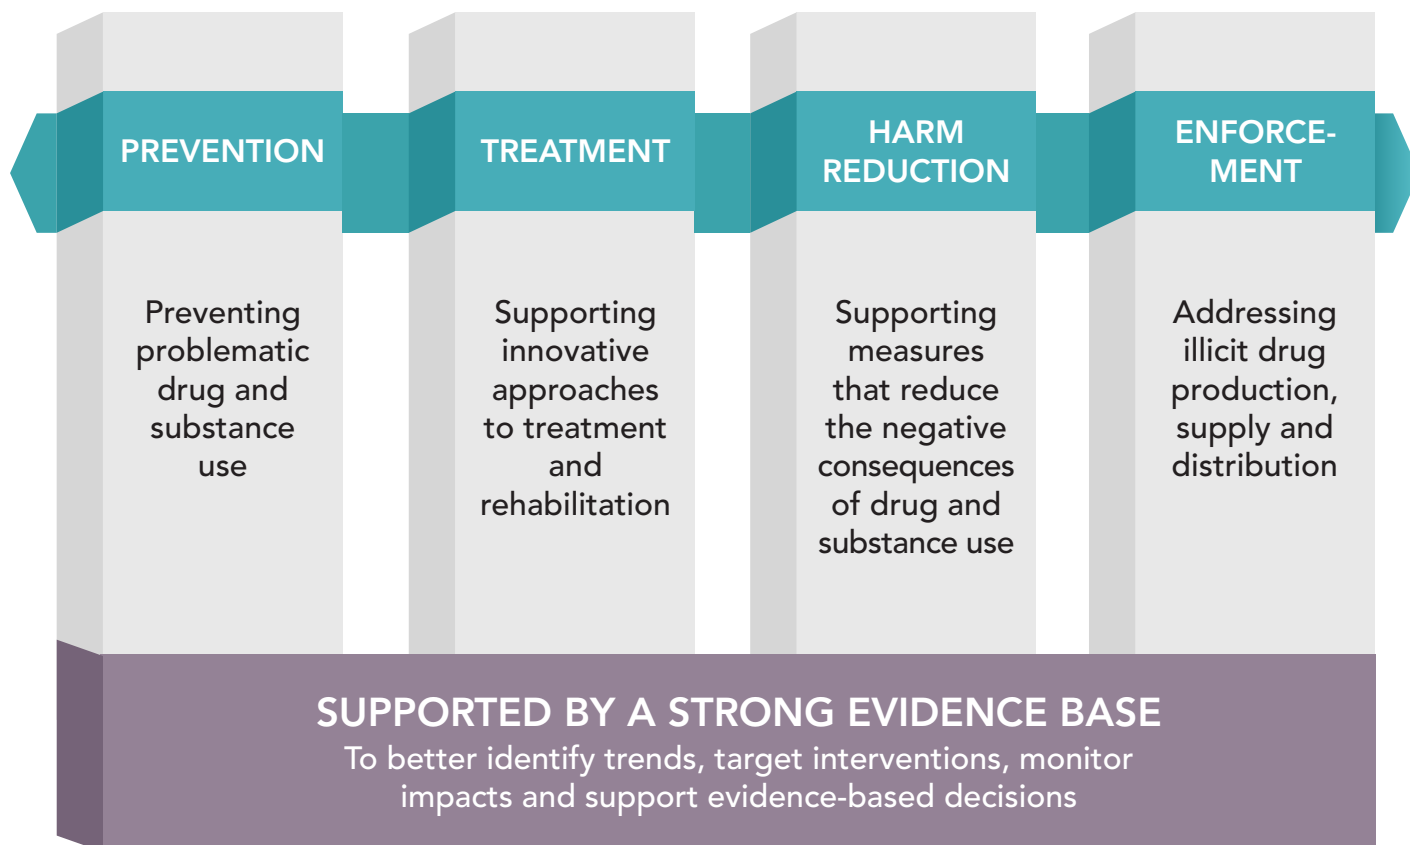 PREVENTION
Preventing
problematic
drug and
substance
use
TREATMENT
Supporting
innovative
approaches
to treatment
and
rehabilitation
HARM
REDUCTION
Supporting
measures
that reduce
the negative
consequences
of drug and
substance use
ENFORCE-
MENT
Addressing
illicit drug
production,
supply and
distribution
SUPPORTED BY A STRONG EVIDENCE BASE
To better identify trends, target interventions, monitor
impacts and support evidence-based decisions